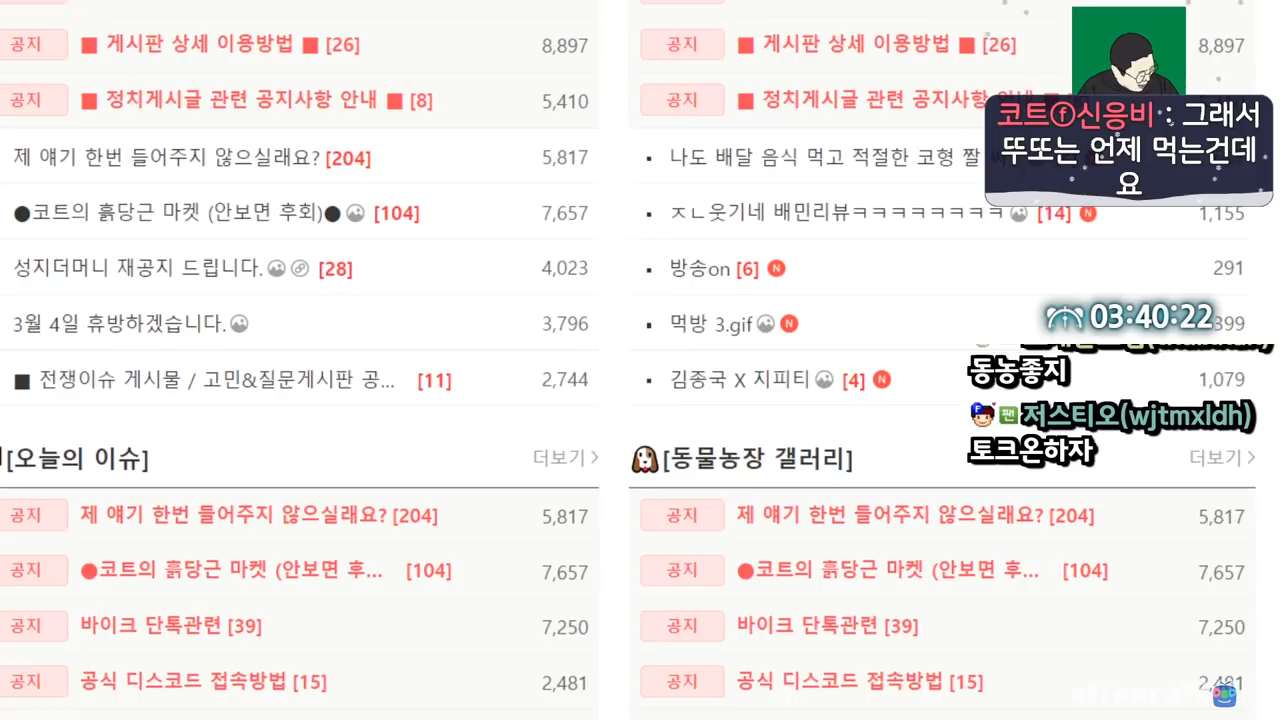 공지 ■ 게시판 상세 이용방법 ■ [26] 8,897
공지 ■ 정치게시글 관련 공지사항 안내 ■ [8] 5,410
제 얘기 한번 들어주지 않으실래요? [204] 5,817
●코트의 흙당근 마켓 (안보면 후회)● [104] 7,657
성지더머니 재공지 드립니다. [28] 4,023
3월 4일 휴방하겠습니다. 3,796
■ 전쟁이슈 게시물 / 고민&질문게시판 공... [11] 2,744
[오늘의 이슈] 더보기 >
공지 제 얘기 한번 들어주지 않으실래요? [204] 5,817
공지 ●코트의 흙당근 마켓 (안보면 후... [104] 7,657
공지 바이크 단톡관련 [39] 7,250
공지 공식 디스코드 접속방법 [15] 2,481
공지 ■ 게시판 상세 이용방법 ■ [26] 8,897
공지 ■ 정치게시글 관련 공지사항
▪ 나도 배달 음식 먹고 적절한 코형 짤
▪ ㅈㄴ웃기네 배민리뷰ㅋㅋㅋㅋㅋㅋㅋㅋ [14] N 1,155
▪ 방송on [6] N 291
▪ 먹방 3.gif N 399
▪ 김종국 X 지피티 [4] N 1,079
[동물농장 갤러리] 더보기 >
공지 제 얘기 한번 들어주지 않으실래요? [204] 5,817
공지 ●코트의 흙당근 마켓 (안보면 후... [104] 7,657
공지 바이크 단톡관련 [39] 7,250
공지 공식 디스코드 접속방법 [15] 2,481
코트ⓕ신응비 : 그래서
뚜또는 언제 먹는건데
요
03:40:22
동농좋지
F 팬 저스티오(wjtmxldh)
토크온하자